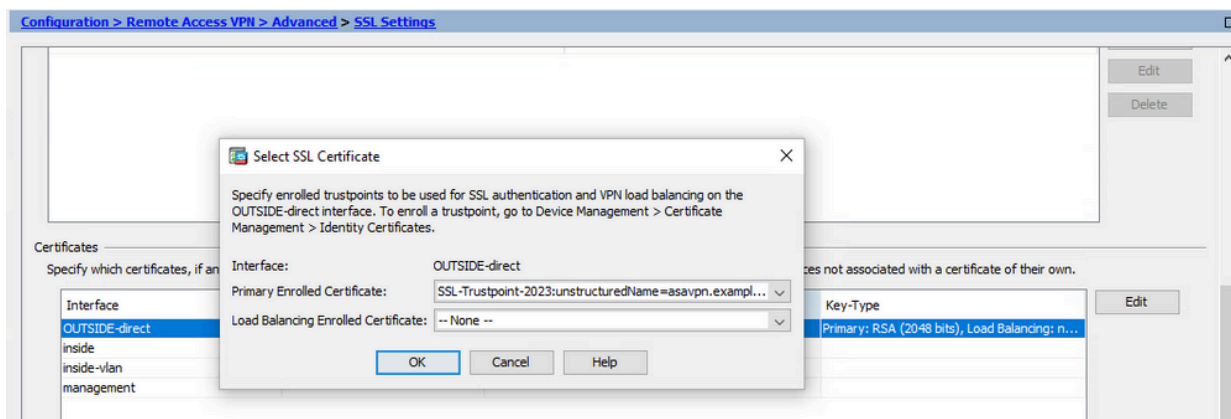 Configuration > Remote Access VPN > Advanced > SSL Settings
Edit
Delete
Select SSL Certificate
Specify enrolled trustpoints to be used for SSL authentication and VPN load balancing on the
OUTSIDE-direct interface. To enroll a trustpoint, go to Device Management > Certificate
Management > Identity Certificates.
Interface: OUTSIDE-direct
Primary Enrolled Certificate: SSL-Trustpoint-2023:unstructuredName=asavpn.exampl...
Load Balancing Enrolled Certificate: -- None --
OK Cancel Help
Certificates
Specify which certificates, if an ces not associated with a certificate of their own.
Interface Key-Type Edit
OUTSIDE-direct Primary: RSA (2048 bits), Load Balancing: n...
inside
inside-vlan
management